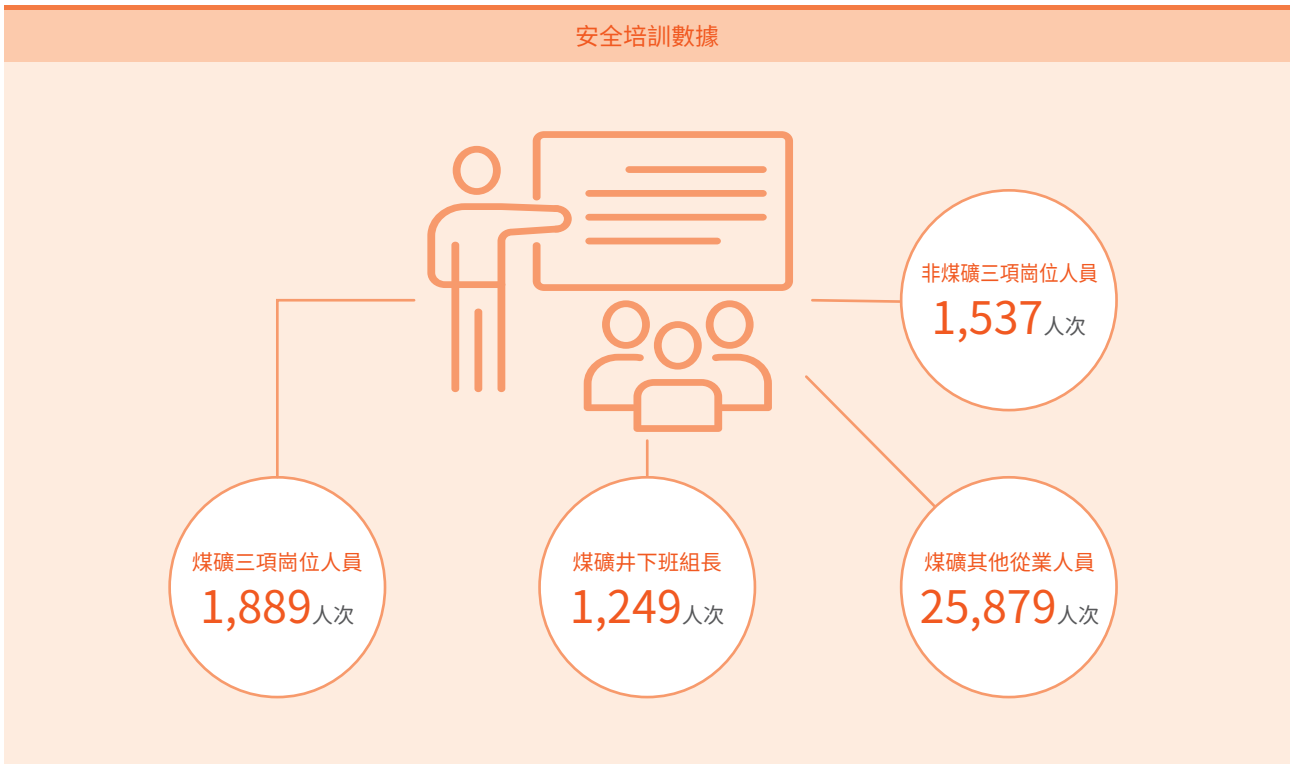 安全培訓數據
非煤礦三項崗位人員
1,537人次
煤礦三項崗位人員
1,889人次
煤礦井下班組長
1,249人次
煤礦其他從業人員
25,879人次